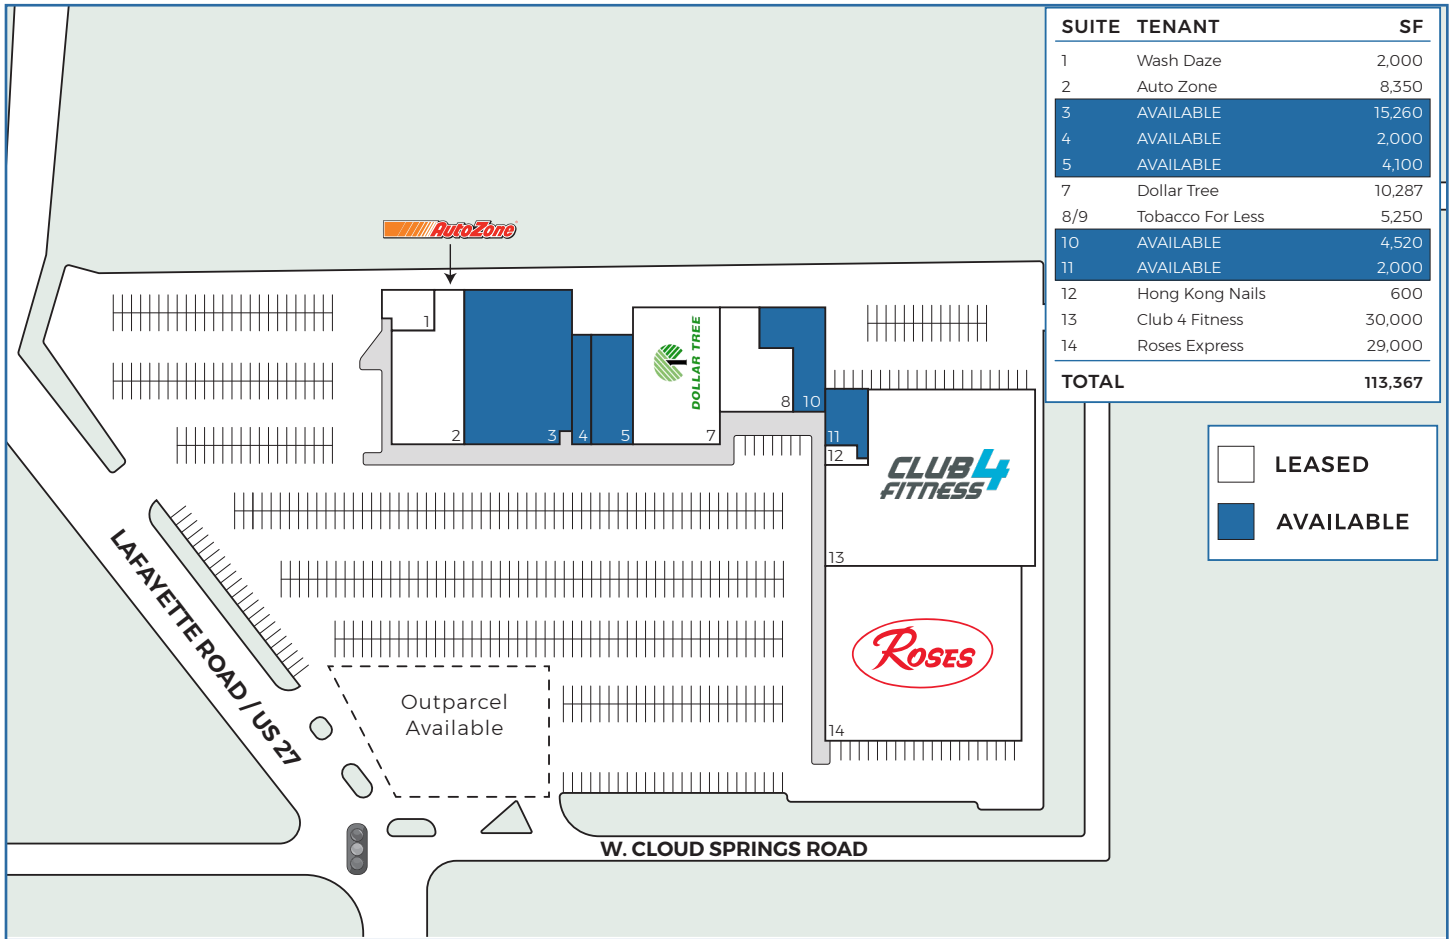 SUITE TENANT SF
1 Wash Daze 2,000
2 Auto Zone 8,350
3 AVAILABLE 15,260
4 AVAILABLE 2,000
5 AVAILABLE 4,100
7 Dollar Tree 10,287
8/9 Tobacco For Less 5,250
10 AVAILABLE 4,520
11 AVAILABLE 2,000
12 Hong Kong Nails 600
13 Club 4 Fitness 30,000
14 Roses Express 29,000
TOTAL 113,367
LEASED
AVAILABLE
AutoZone
1
2
3
4
5
DOLLAR TREE
7
8
10
11
12
CLUB 4
FITNESS
13
ROSES
14
Outparcel
Available
LAFAYETTE ROAD / US 27
W. CLOUD SPRINGS ROAD